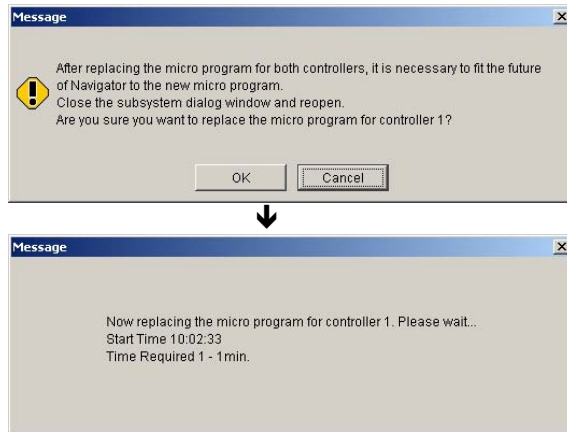 Message
After replacing the micro program for both controllers, it is necessary to fit the future
of Navigator to the new micro program.
Close the subsystem dialog window and reopen.
Are you sure you want to replace the micro program for controller 1?
OK
Cancel
Message
Now replacing the micro program for controller 1. Please wait...
Start Time 10:02:33
Time Required 1 - 1min.